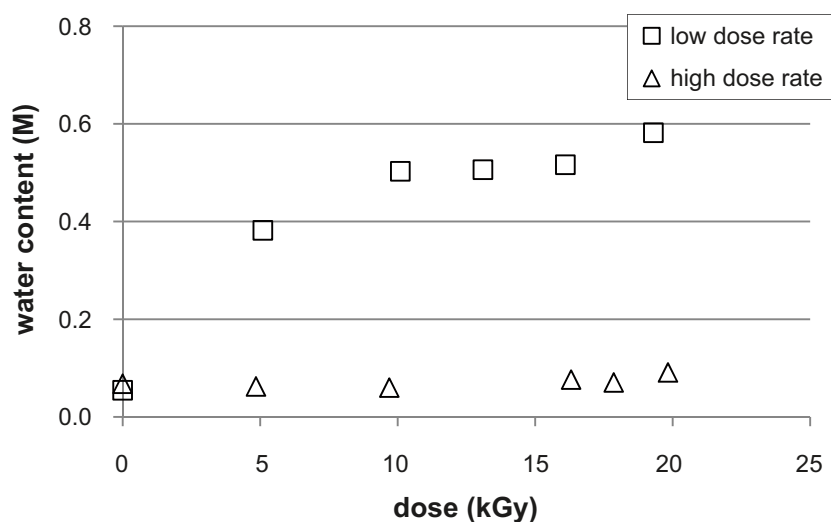 0.8
low dose rate
high dose rate
0.6
0.4
0.2
0.0
water content (M)
0 5 10 15 20 25
dose (kGy)